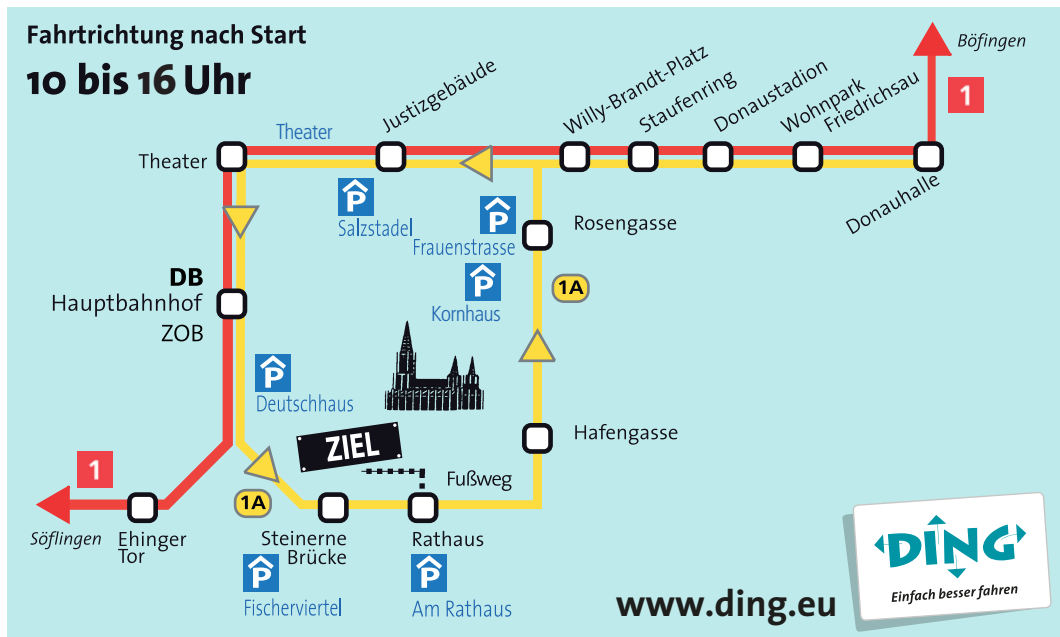 Fahrtrichtung nach Start
10 bis 16 Uhr
Böfingen
1
Justizgebäude
Willy-Brandt-Platz
Staufenring
Donaustadion
Wohnpark
Friedrichsau
Theater
Theater
Donauhalle
P
Salzstadel
P
Frauenstrasse
Rosengasse
DB
Hauptbahnhof
ZOB
P
Kornhaus
1A
P
Deutschhaus
ZIEL
Hafengasse
1
Fußweg
1A
Söflingen
Ehinger
Tor
Steinerne
Brücke
Rathaus
P
Fischerviertel
P
Am Rathaus
www.ding.eu
DING
Einfach besser fahren